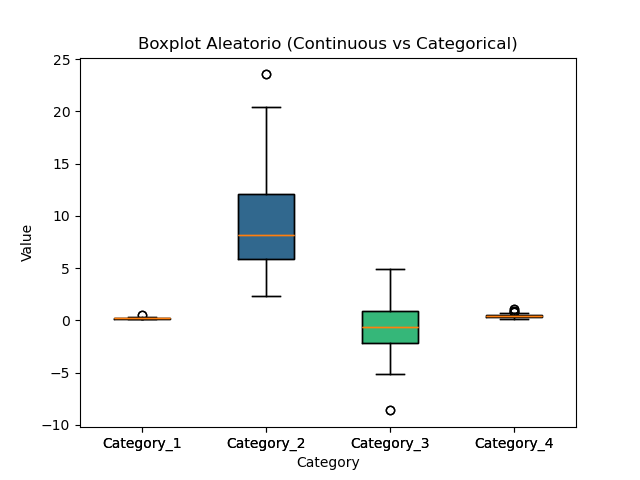 Boxplot Aleatorio (Continuous vs Categorical)
25
20
15
10
5
0
−5
−10
Value
Category_1 Category_2 Category_3 Category_4
Category